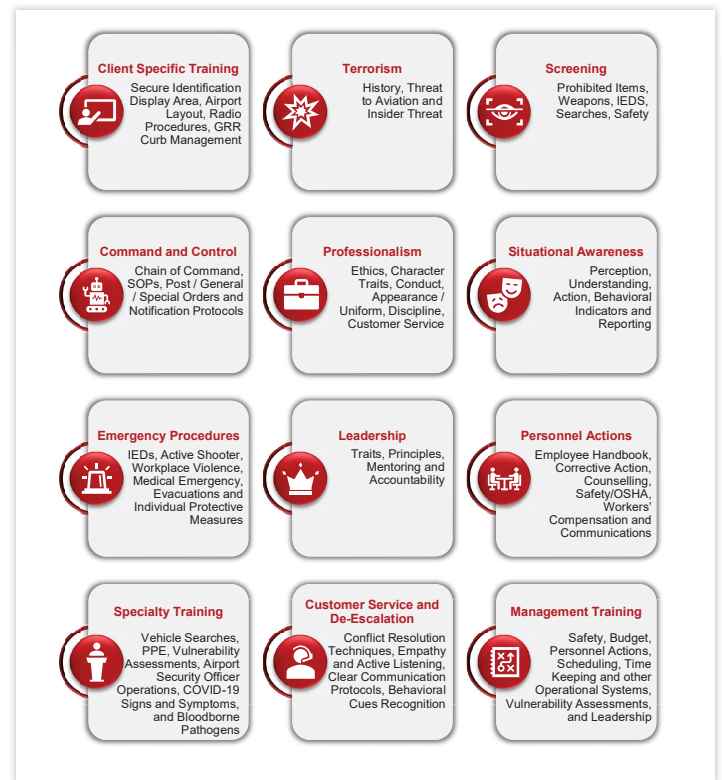 Client Specific Training
Secure Identification
Display Area, Airport
Layout, Radio
Procedures, GRR
Curb Management
Terrorism
History, Threat
to Aviation and
Insider Threat
Screening
Prohibited Items,
Weapons, IEDS,
Searches, Safety
Command and Control
Chain of Command,
SOPs, Post / General
/ Special Orders and
Notification Protocols
Professionalism
Ethics, Character
Traits, Conduct,
Appearance /
Uniform, Discipline,
Customer Service
Situational Awareness
Perception,
Understanding,
Action, Behavioral
Indicators and
Reporting
Emergency Procedures
IEDs, Active Shooter,
Workplace Violence,
Medical Emergency,
Evacuations and
Individual Protective
Measures
Leadership
Traits, Principles,
Mentoring and
Accountability
Personnel Actions
Employee Handbook,
Corrective Action,
Counselling,
Safety/OSHA,
Workers'
Compensation and
Communications
Specialty Training
Vehicle Searches,
PPE, Vulnerability
Assessments, Airport
Security Officer
Operations, COVID-19
Signs and Symptoms,
and Bloodborne
Pathogens
Customer Service and
De-Escalation
Conflict Resolution
Techniques, Empathy
and Active Listening,
Clear Communication
Protocols, Behavioral
Cues Recognition
Management Training
Safety, Budget,
Personnel Actions,
Scheduling, Time
Keeping and other
Operational Systems,
Vulnerability Assessments,
and Leadership